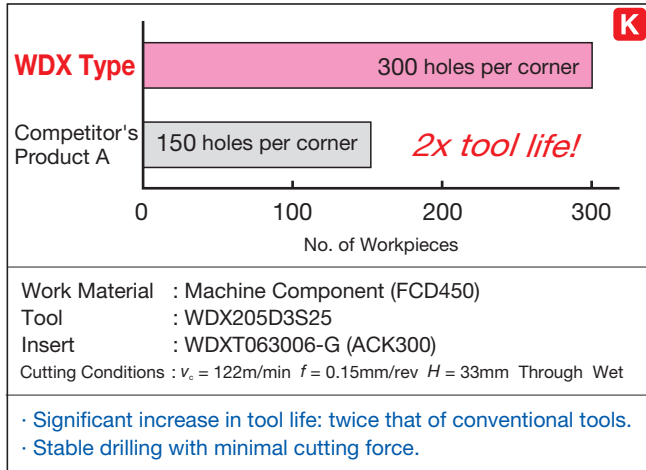 K
WDX Type
300 holes per corner
Competitor's
Product A
150 holes per corner
2x tool life!
0 100 200 300
No. of Workpieces
Work Material : Machine Component (FCD450)
Tool : WDX205D3S25
Insert : WDXT063006-G (ACK300)
Cutting Conditions : vc = 122m/min f = 0.15mm/rev H = 33mm Through Wet
· Significant increase in tool life: twice that of conventional tools.
· Stable drilling with minimal cutting force.